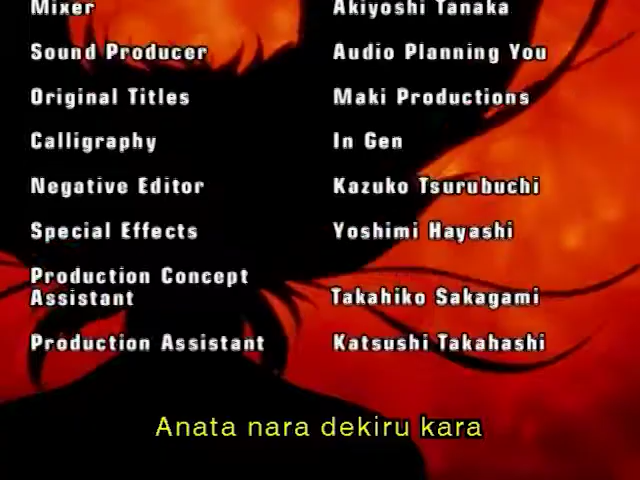 Mixer Akiyoshi Tanaka
Sound Producer Audio Planning You
Original Titles Maki Productions
Calligraphy In Gen
Negative Editor Kazuko Tsurubuchi
Special Effects Yoshimi Hayashi
Production Concept
Assistant Takahiko Sakagami
Production Assistant Katsushi Takahashi
Anata nara dekiru kara